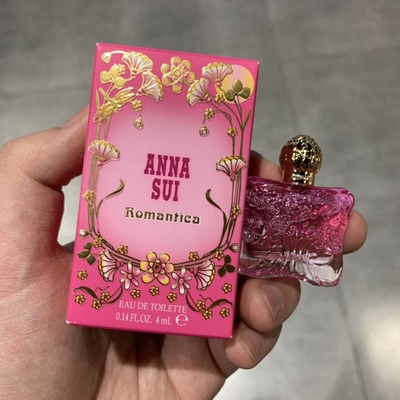 ANNA
SUI
Romantica
EAU DE TOILETTE
0.14 FL.OZ. 4 mL ℮